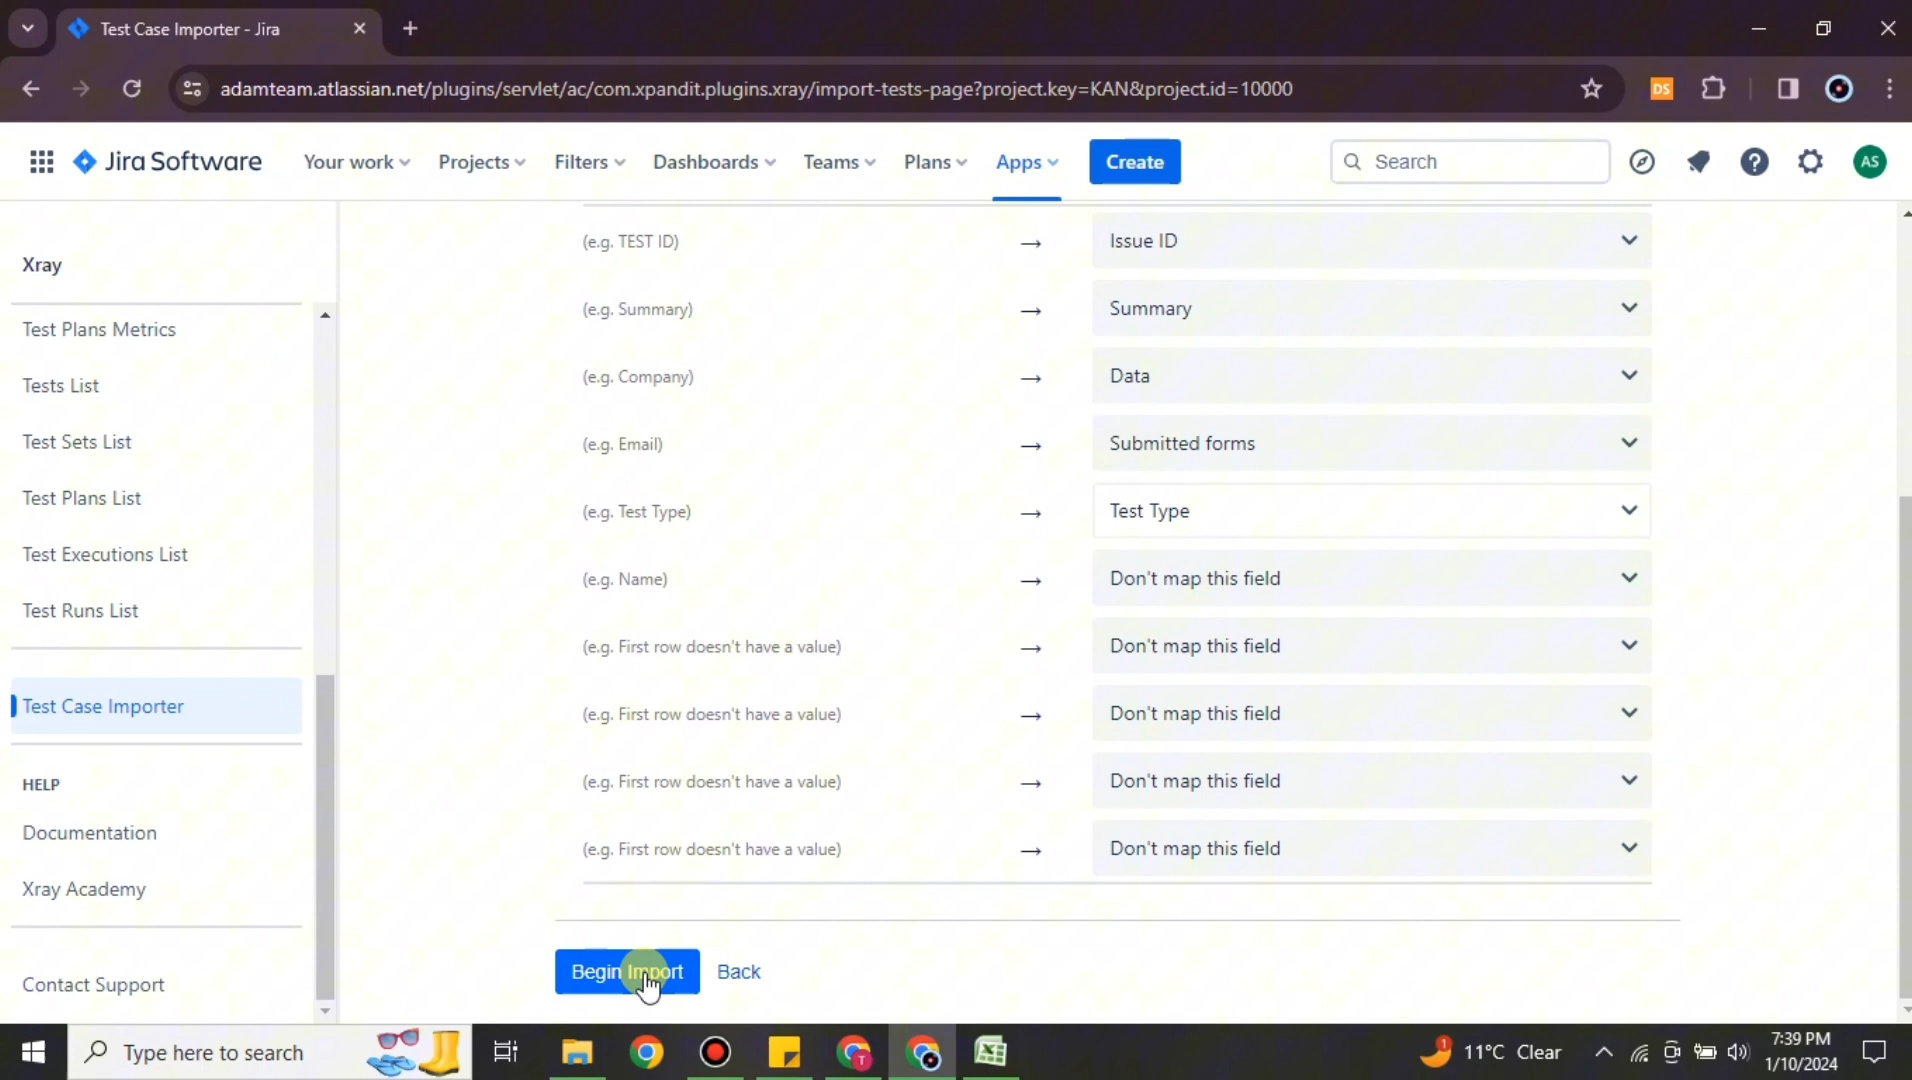 Test Case Importer - Jira
adamteam.atlassian.net/plugins/servlet/ac/com.xpandit.plugins.xray/import-tests-page?project.key=KAN&project.id=10000
DS
Jira Software
Your work
Projects
Filters
Dashboards
Teams
Plans
Apps
Create
Search
AS
Xray
Test Plans Metrics
Tests List
Test Sets List
Test Plans List
Test Executions List
Test Runs List
Test Case Importer
HELP
Documentation
Xray Academy
Contact Support
(e.g. TEST ID) → Issue ID
(e.g. Summary) → Summary
(e.g. Company) → Data
(e.g. Email) → Submitted forms
(e.g. Test Type) → Test Type
(e.g. Name) → Don't map this field
(e.g. First row doesn't have a value) → Don't map this field
(e.g. First row doesn't have a value) → Don't map this field
(e.g. First row doesn't have a value) → Don't map this field
(e.g. First row doesn't have a value) → Don't map this field
Begin Import
Back
Type here to search
T
1
11°C Clear
7:39 PM
1/10/2024